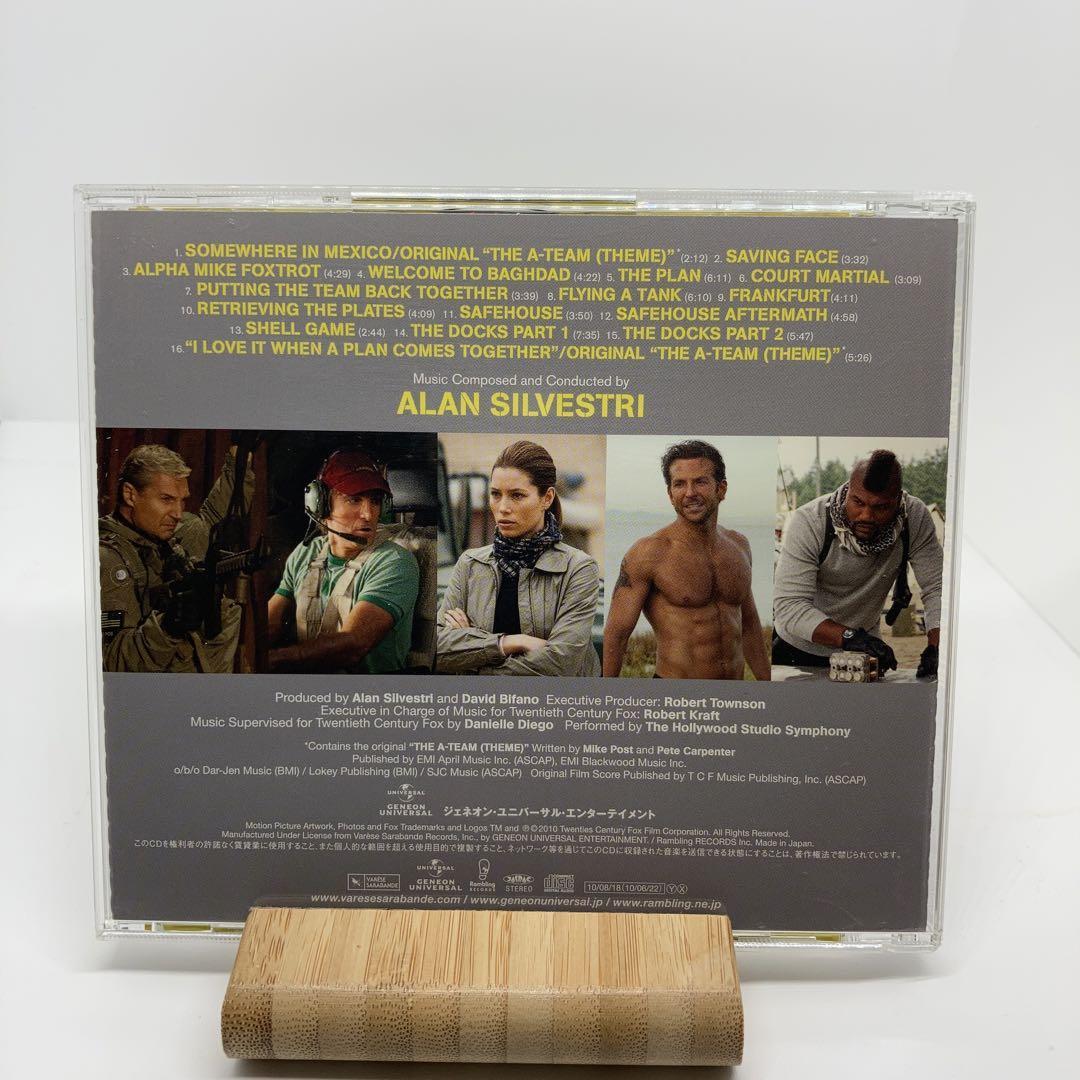 1. SOMEWHERE IN MEXICO/ORIGINAL “THE A-TEAM (THEME)”* (2:12) 2. SAVING FACE (3:32)
3. ALPHA MIKE FOXTROT (4:29) 4. WELCOME TO BAGHDAD (4:22) 5. THE PLAN (6:11) 6. COURT MARTIAL (3:09)
7. PUTTING THE TEAM BACK TOGETHER (3:39) 8. FLYING A TANK (6:10) 9. FRANKFURT (4:11)
10. RETRIEVING THE PLATES (4:09) 11. SAFEHOUSE (3:50) 12. SAFEHOUSE AFTERMATH (4:58)
13. SHELL GAME (2:44) 14. THE DOCKS PART 1 (7:35) 15. THE DOCKS PART 2 (5:47)
16. “I LOVE IT WHEN A PLAN COMES TOGETHER”/ORIGINAL “THE A-TEAM (THEME)”* (5:26)
Music Composed and Conducted by
ALAN SILVESTRI
Produced by Alan Silvestri and David Bifano Executive Producer: Robert Townson
Executive in Charge of Music for Twentieth Century Fox: Robert Kraft
Music Supervised for Twentieth Century Fox by Danielle Diego Performed by The Hollywood Studio Symphony
*Contains the original “THE A-TEAM (THEME)” Written by Mike Post and Pete Carpenter
Published by EMI April Music Inc. (ASCAP), EMI Blackwood Music Inc.
o/b/o Dar-Jen Music (BMI) / Lokey Publishing (BMI) / SJC Music (ASCAP) Original Film Score Published by T C F Music Publishing, Inc. (ASCAP)
UNIVERSAL
GENEON UNIVERSAL ジェネオン・ユニバーサル・エンターテイメント
Motion Picture Artwork, Photos and Fox Trademarks and Logos TM and ℗©2010 Twenties Century Fox Film Corporation. All Rights Reserved.
Manufactured Under License from Varèse Sarabande Records, Inc., by GENEON UNIVERSAL ENTERTAINMENT. / Rambling RECORDS Inc. Made in Japan.
このCDを権利者の許諾なく賃貸業に使用すること、また個人的な範囲を超える使用目的で複製すること、ネットワーク等を通じてこのCDに収録された音楽を送信できる状態にすることは、著作権法で禁じられています。
VARÈSE SARABANDE UNIVERSAL GENEON UNIVERSAL Rambling RECORDS STEREO COMPACT disc DIGITAL AUDIO 10/08/18 (10/06/22) Ⓨ Ⓧ
www.varesesarabande.com / www.geneonuniversal.jp / www.rambling.ne.jp